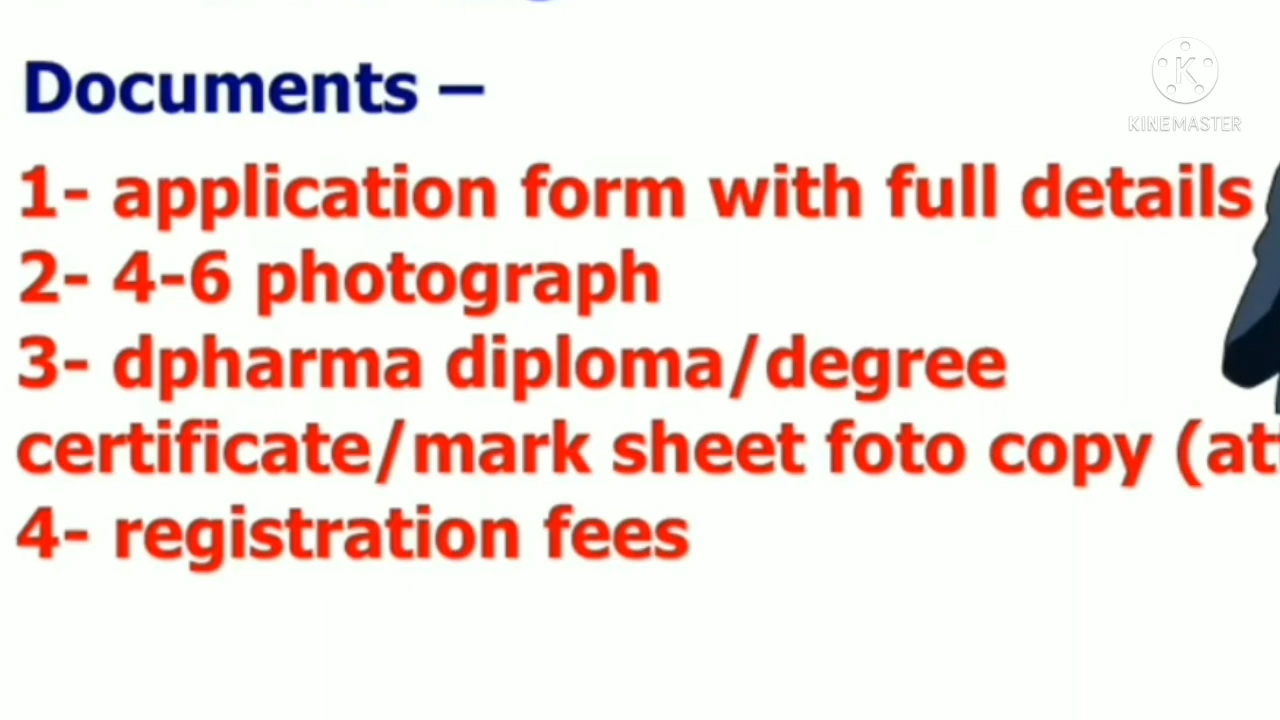 Documents –
KINEMASTER
1- application form with full details
2- 4-6 photograph
3- dpharma diploma/degree
certificate/mark sheet foto copy
4- registration fees